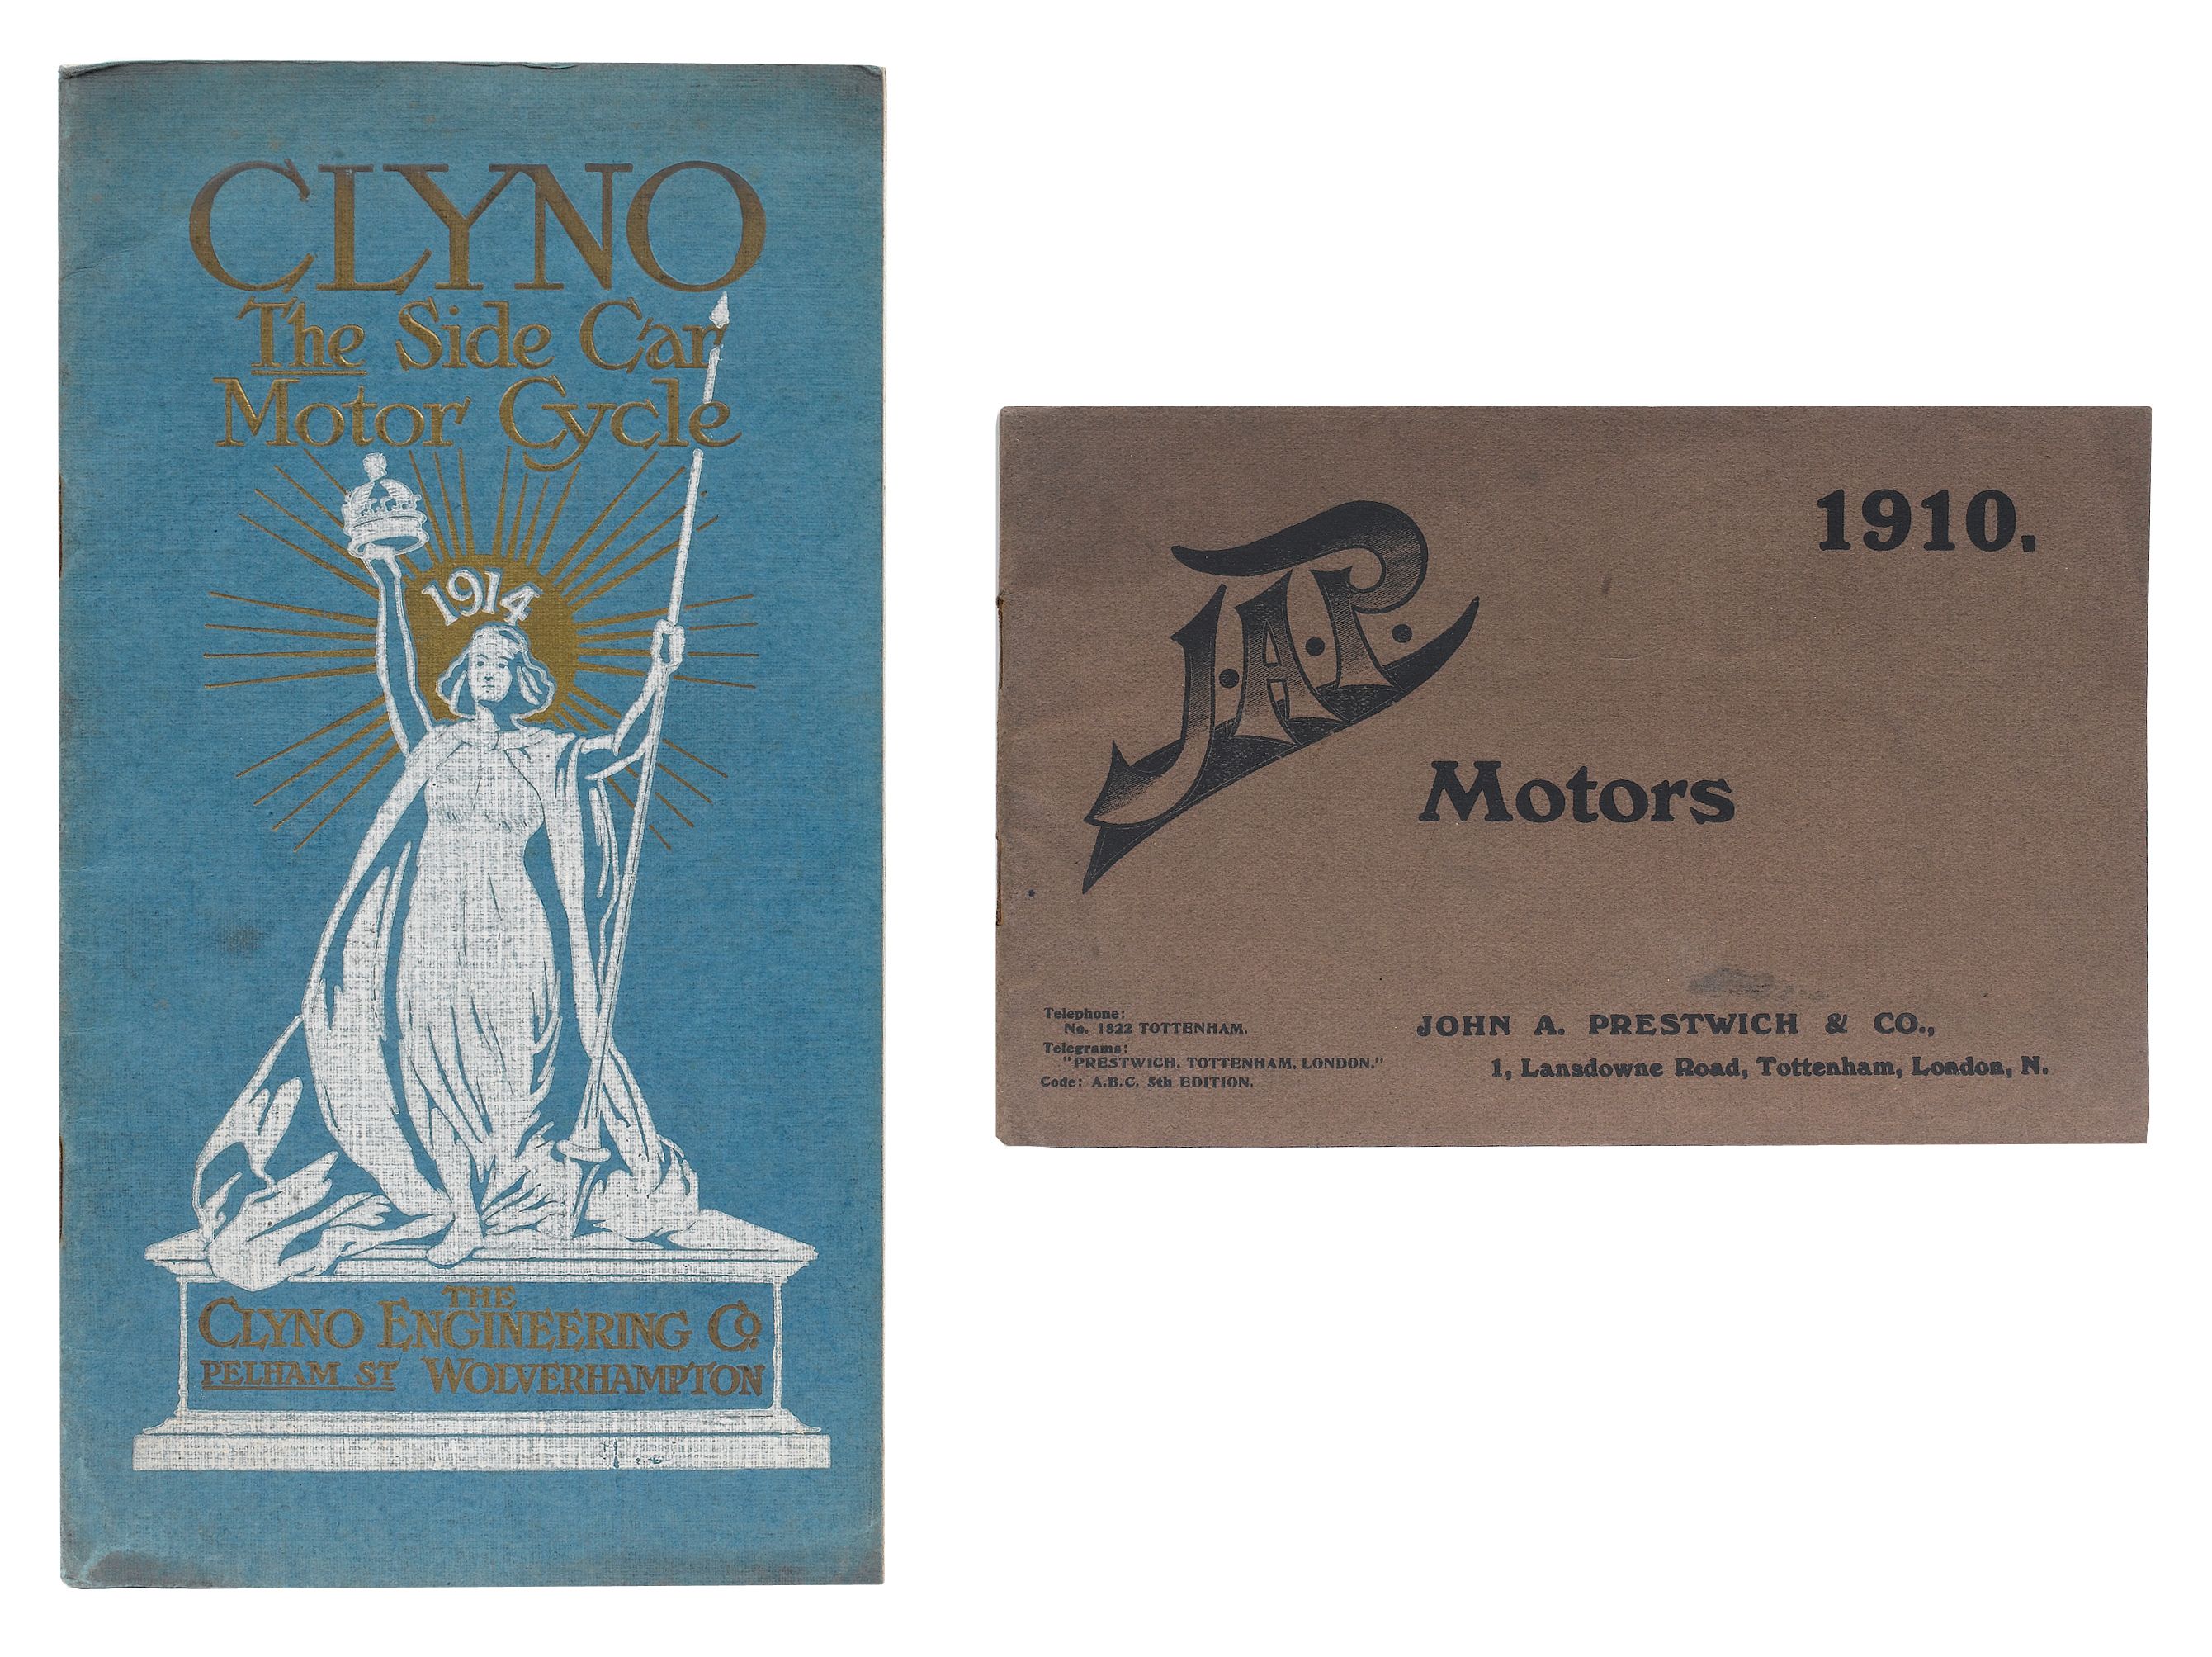 CLYNO
The Side Car
Motor Cycle
1914
THE
CLYNO ENGINEERING Co.
PELHAM ST WOLVERHAMPTON
1910.
J.A.P.
Motors
Telephone:
No. 1822 TOTTENHAM.
Telegrams:
"PRESTWICH, TOTTENHAM, LONDON."
Code: A.B.C. 5th EDITION.
JOHN A. PRESTWICH & CO.,
1, Lansdowne Road, Tottenham, London, N.